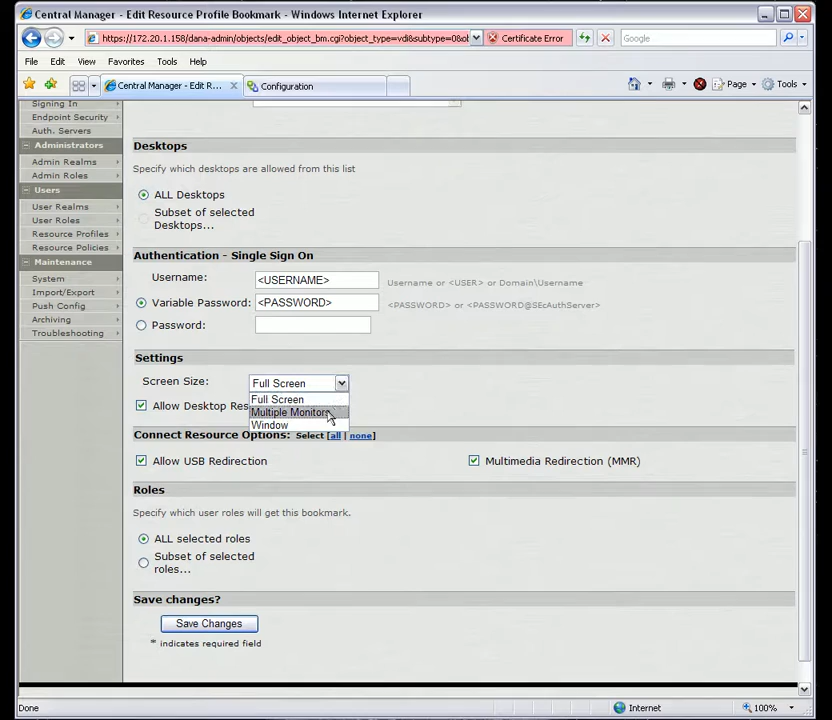 Central Manager - Edit Resource Profile Bookmark - Windows Internet Explorer
https://172.20.1.158/dana-admin/objects/edit_object_bm.cgi?object_type=vdi&subtype=0&obl
Certificate Error
Google
File Edit View Favorites Tools Help
Central Manager - Edit R...
Configuration
Page
Tools
Signing In
Endpoint Security
Auth. Servers
Administrators
Admin Realms
Admin Roles
Users
User Realms
User Roles
Resource Profiles
Resource Policies
Maintenance
System
Import/Export
Push Config
Archiving
Troubleshooting
Desktops
Specify which desktops are allowed from this list
ALL Desktops
Subset of selected
Desktops...
Authentication - Single Sign On
Username: <USERNAME> Username or <USER> or Domain\Username
Variable Password: <PASSWORD> <PASSWORD> or <PASSWORD@SEcAuthServer>
Password:
Settings
Screen Size: Full Screen
Full Screen
Allow Desktop Res
Multiple Monitors
Window
Connect Resource Options: Select [all | none]
Allow USB Redirection
Multimedia Redirection (MMR)
Roles
Specify which user roles will get this bookmark.
ALL selected roles
Subset of selected
roles...
Save changes?
Save Changes
* indicates required field
Done
Internet
100%